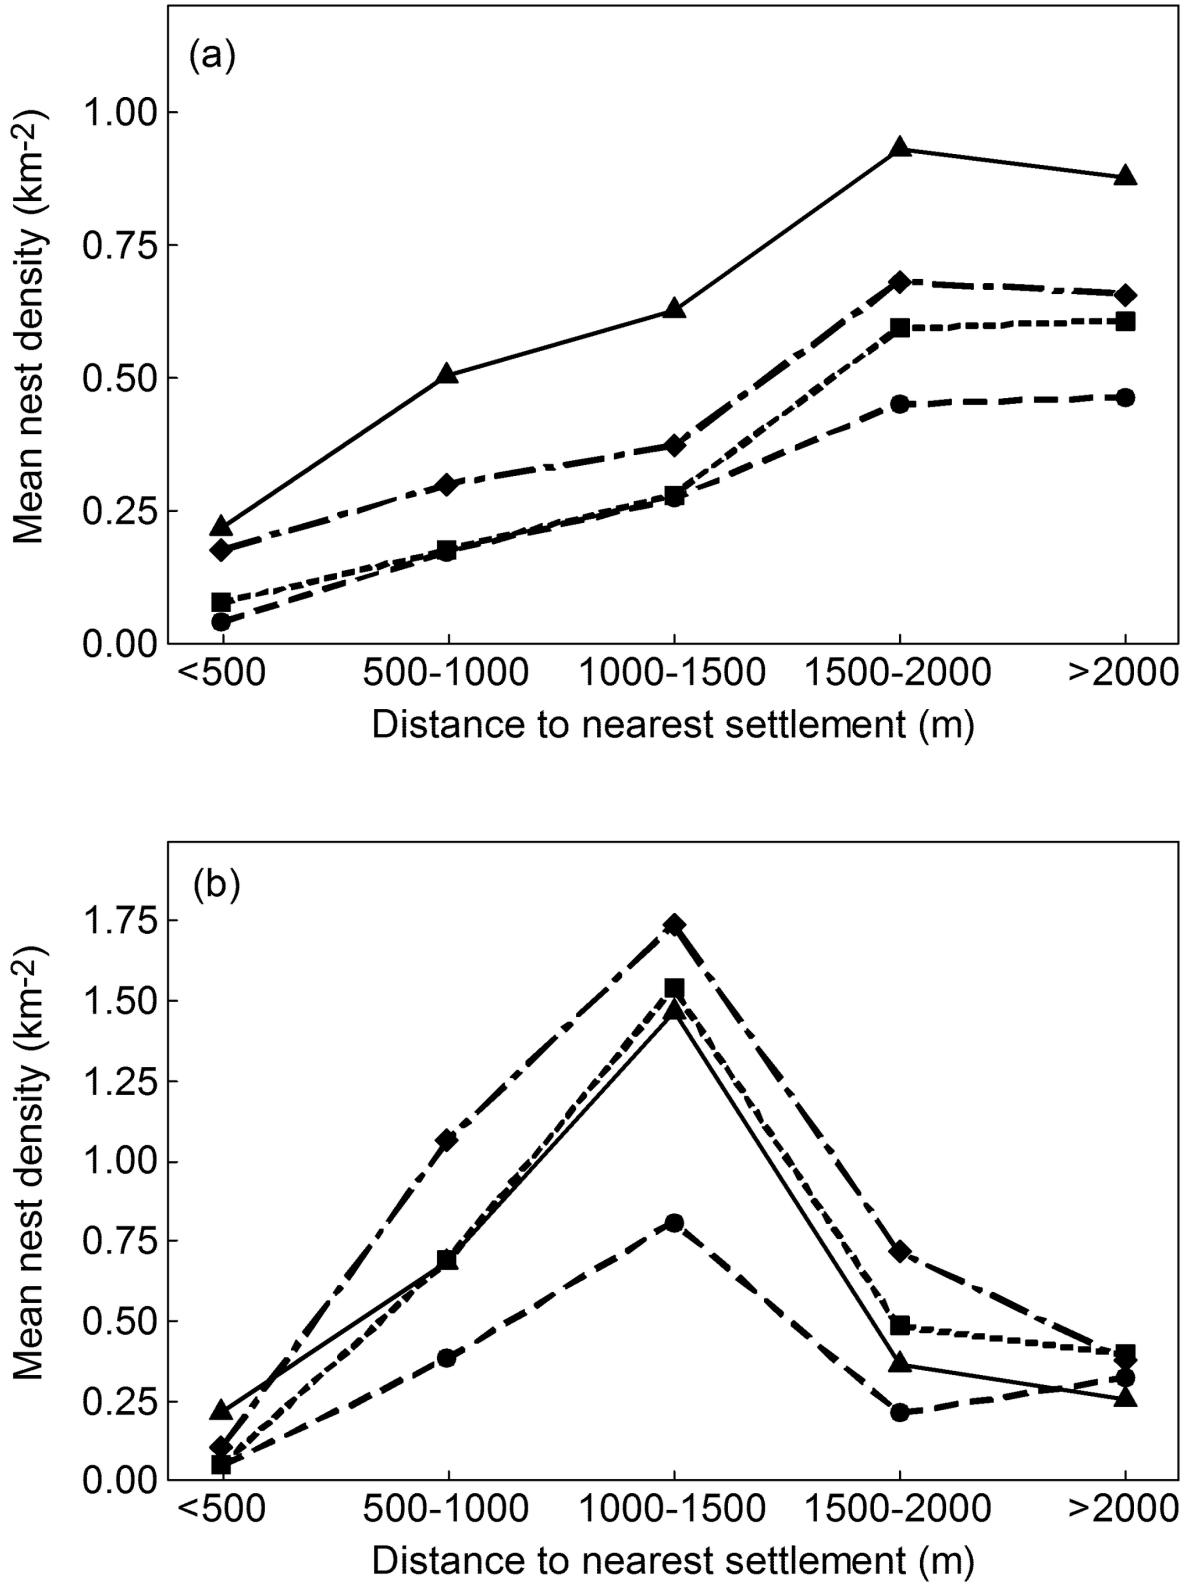 (a)
Mean nest density (km-2)
1.00
0.75
0.50
0.25
0.00
<500 500-1000 1000-1500 1500-2000 >2000
Distance to nearest settlement (m)
(b)
Mean nest density (km-2)
1.75
1.50
1.25
1.00
0.75
0.50
0.25
0.00
<500 500-1000 1000-1500 1500-2000 >2000
Distance to nearest settlement (m)